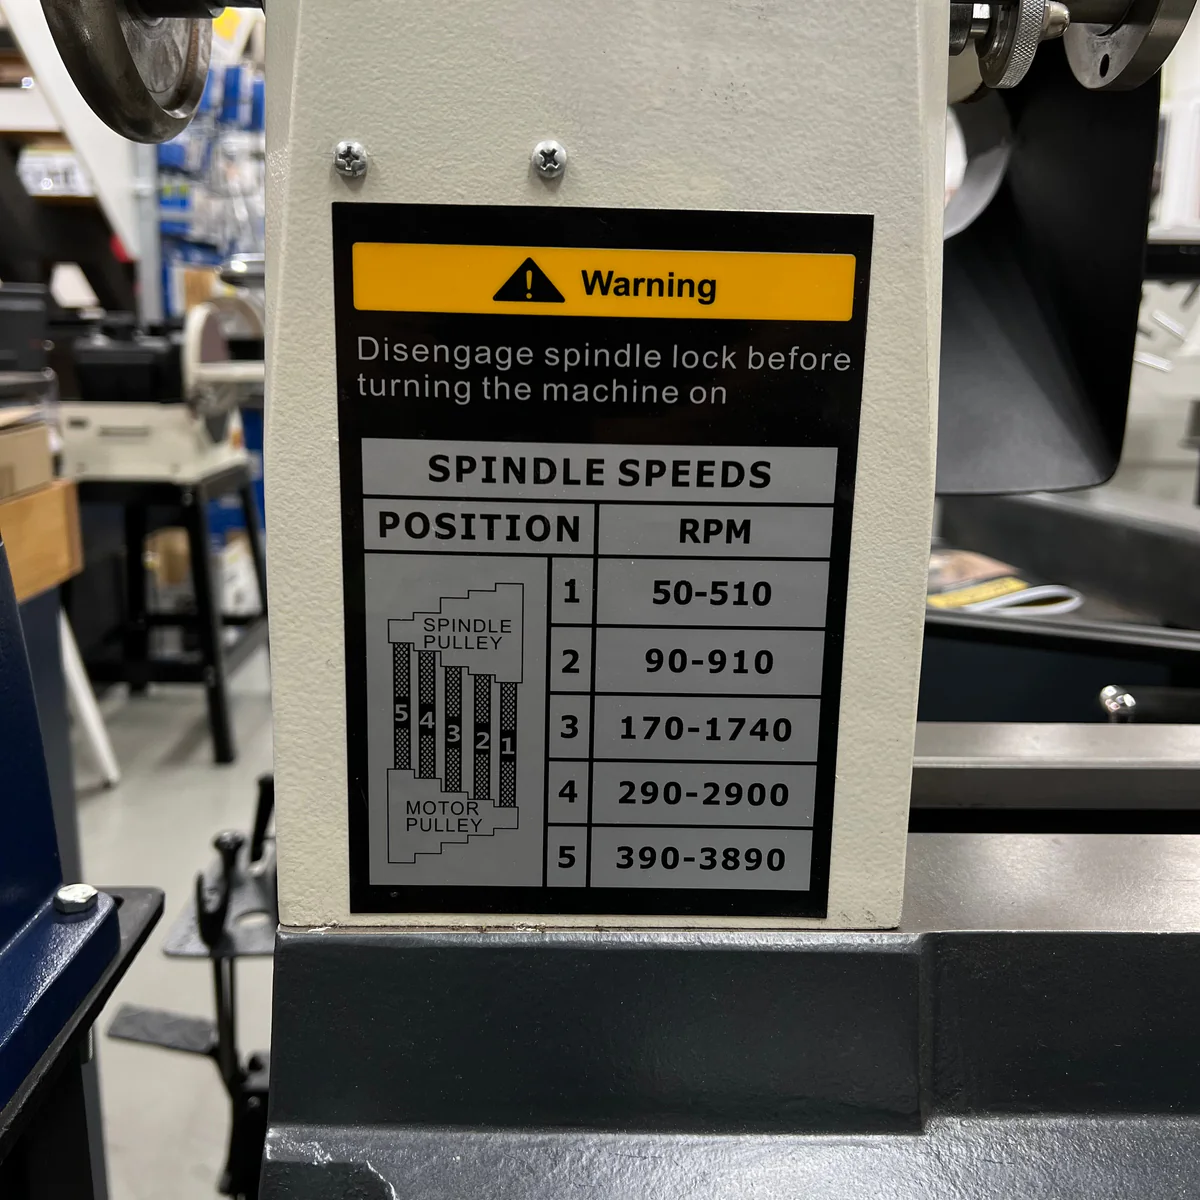 Warning
Disengage spindle lock before
turning the machine on
SPINDLE SPEEDS
POSITION RPM
1 50-510
2 90-910
3 170-1740
4 290-2900
5 390-3890
SPINDLE
PULLEY
5 4 3 2 1
MOTOR
PULLEY